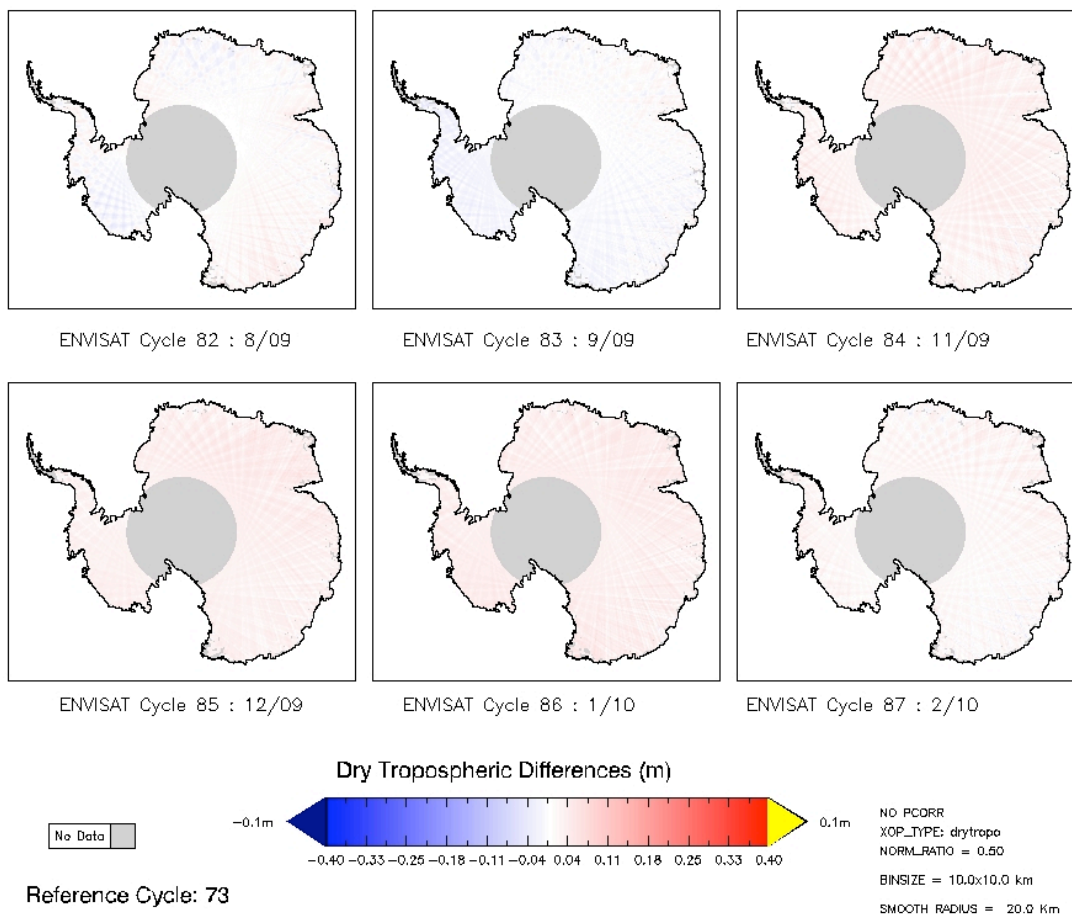 ENVISAT Cycle 82 : 8/09
ENVISAT Cycle 83 : 9/09
ENVISAT Cycle 84 : 11/09
ENVISAT Cycle 85 : 12/09
ENVISAT Cycle 86 : 1/10
ENVISAT Cycle 87 : 2/10
Dry Tropospheric Differences (m)
-0.1m
0.1m
-0.40 -0.33 -0.25 -0.18 -0.11 -0.04 0.04 0.11 0.18 0.25 0.33 0.40
No Data
Reference Cycle: 73
NO PCORR
XOP_TYPE: drytropo
NORM_RATIO = 0.50
BINSIZE = 10.0x10.0 km
SMOOTH RADIUS = 20.0 Km